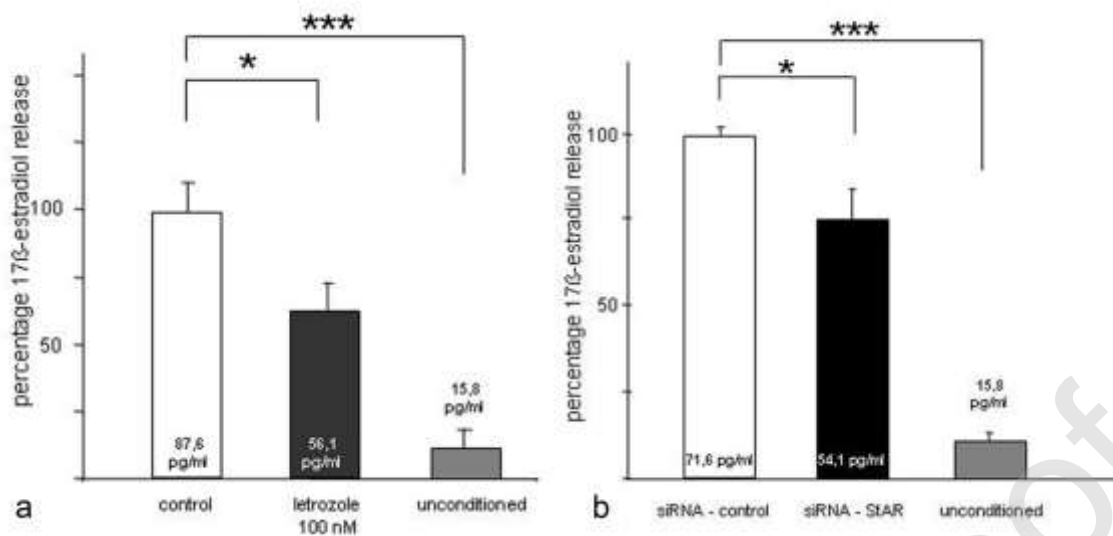 ***
*
percentage 17ß-estradiol release
100
50
87,6
pg/ml
56,1
pg/ml
15,8
pg/ml
control
letrozole
100 nM
unconditioned
a
***
*
percentage 17ß-estradiol release
100
50
71,6 pg/ml
54,1 pg/ml
15,8
pg/ml
siRNA - control
siRNA - StAR
unconditioned
b